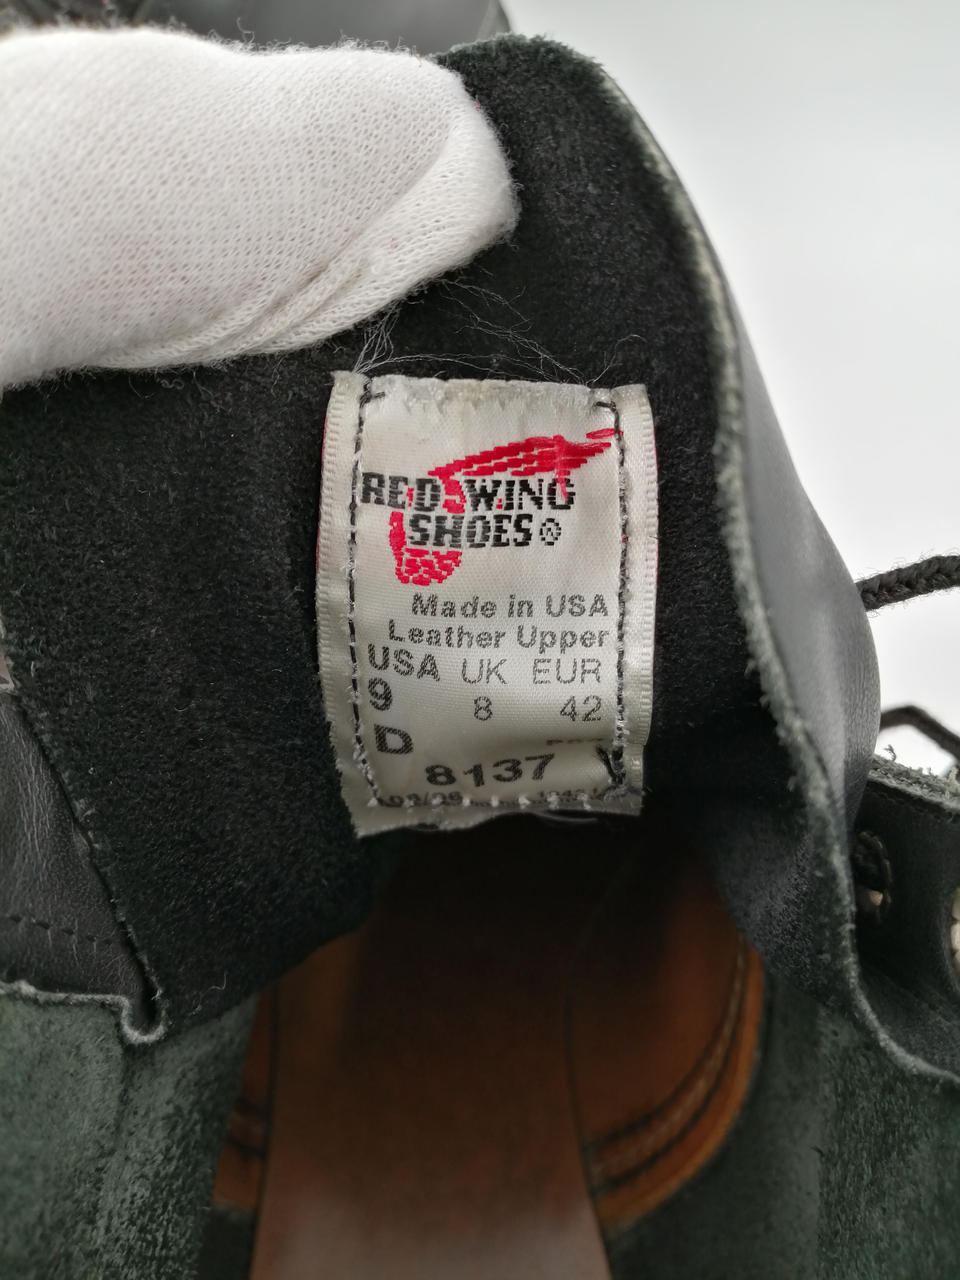 RED WING
SHOES®
Made in USA
Leather Upper
USA UK EUR
9 8 42
D
8137